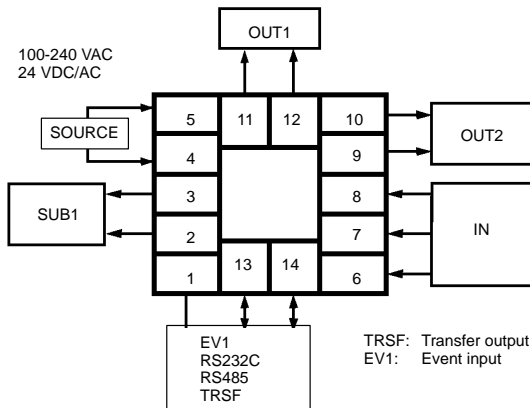 OUT1
100-240 VAC
24 VDC/AC
5 11 12 10
SOURCE
OUT2
4 9
3 8
SUB1
IN
2 7
1 13 14 6
EV1
RS232C
RS485
TRSF
TRSF: Transfer output
EV1: Event input